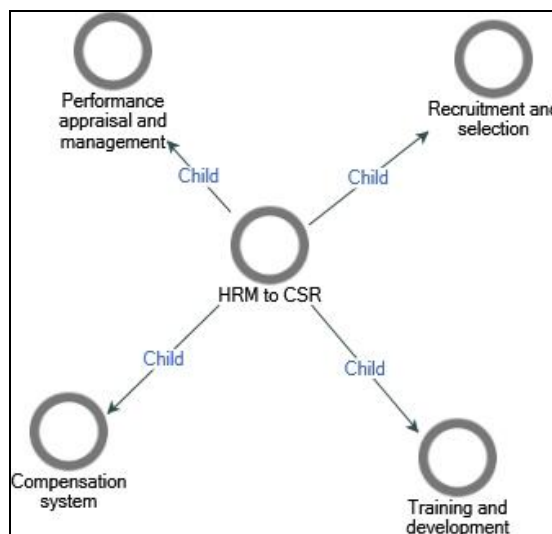 Performance
appraisal and
management
Recruitment and
selection
Child
Child
HRM to CSR
Child
Child
Compensation
system
Training and
development